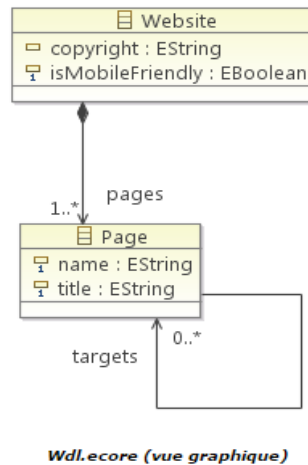 Website
copyright : EString
isMobileFriendly : EBoolean
pages
1..*
Page
name : EString
title : EString
0..*
targets
Wdl.ecore (vue graphique)